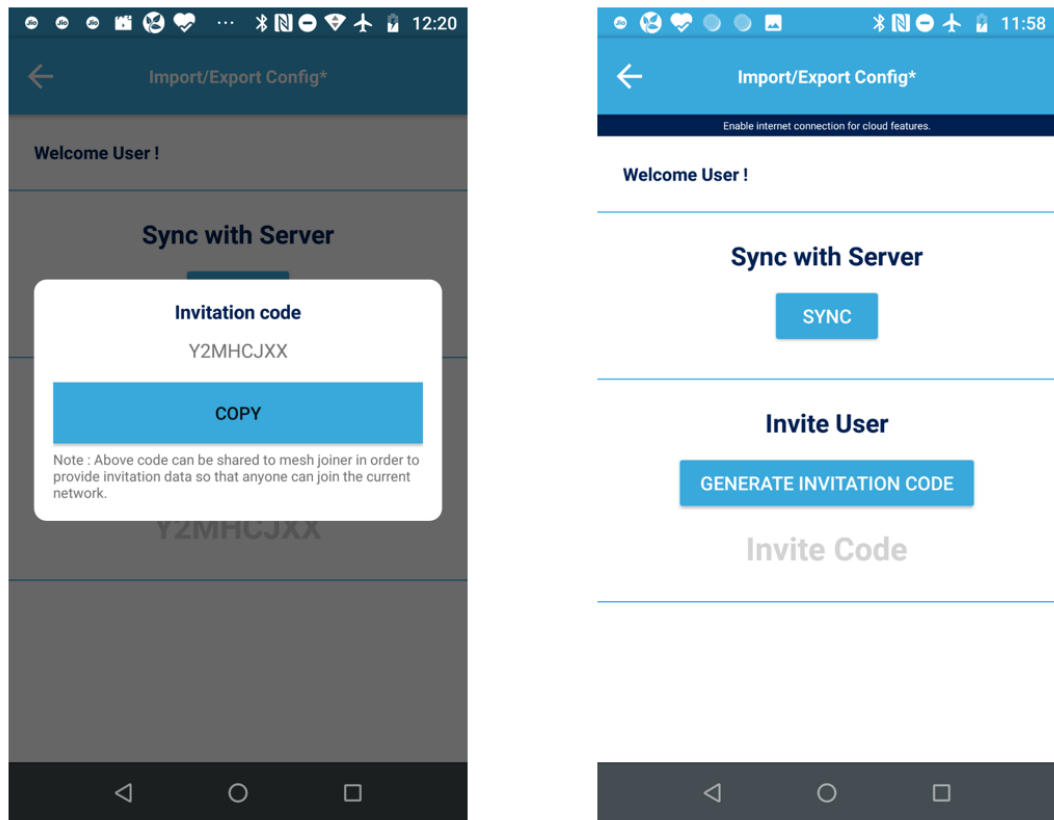 12:20
Import/Export Config*
Welcome User !
Sync with Server
Invitation code
Y2MHCJXX
COPY
Note : Above code can be shared to mesh joiner in order to
provide invitation data so that anyone can join the current
network.
Y2MHCJXX
11:58
Import/Export Config*
Enable internet connection for cloud features.
Welcome User !
Sync with Server
SYNC
Invite User
GENERATE INVITATION CODE
Invite Code